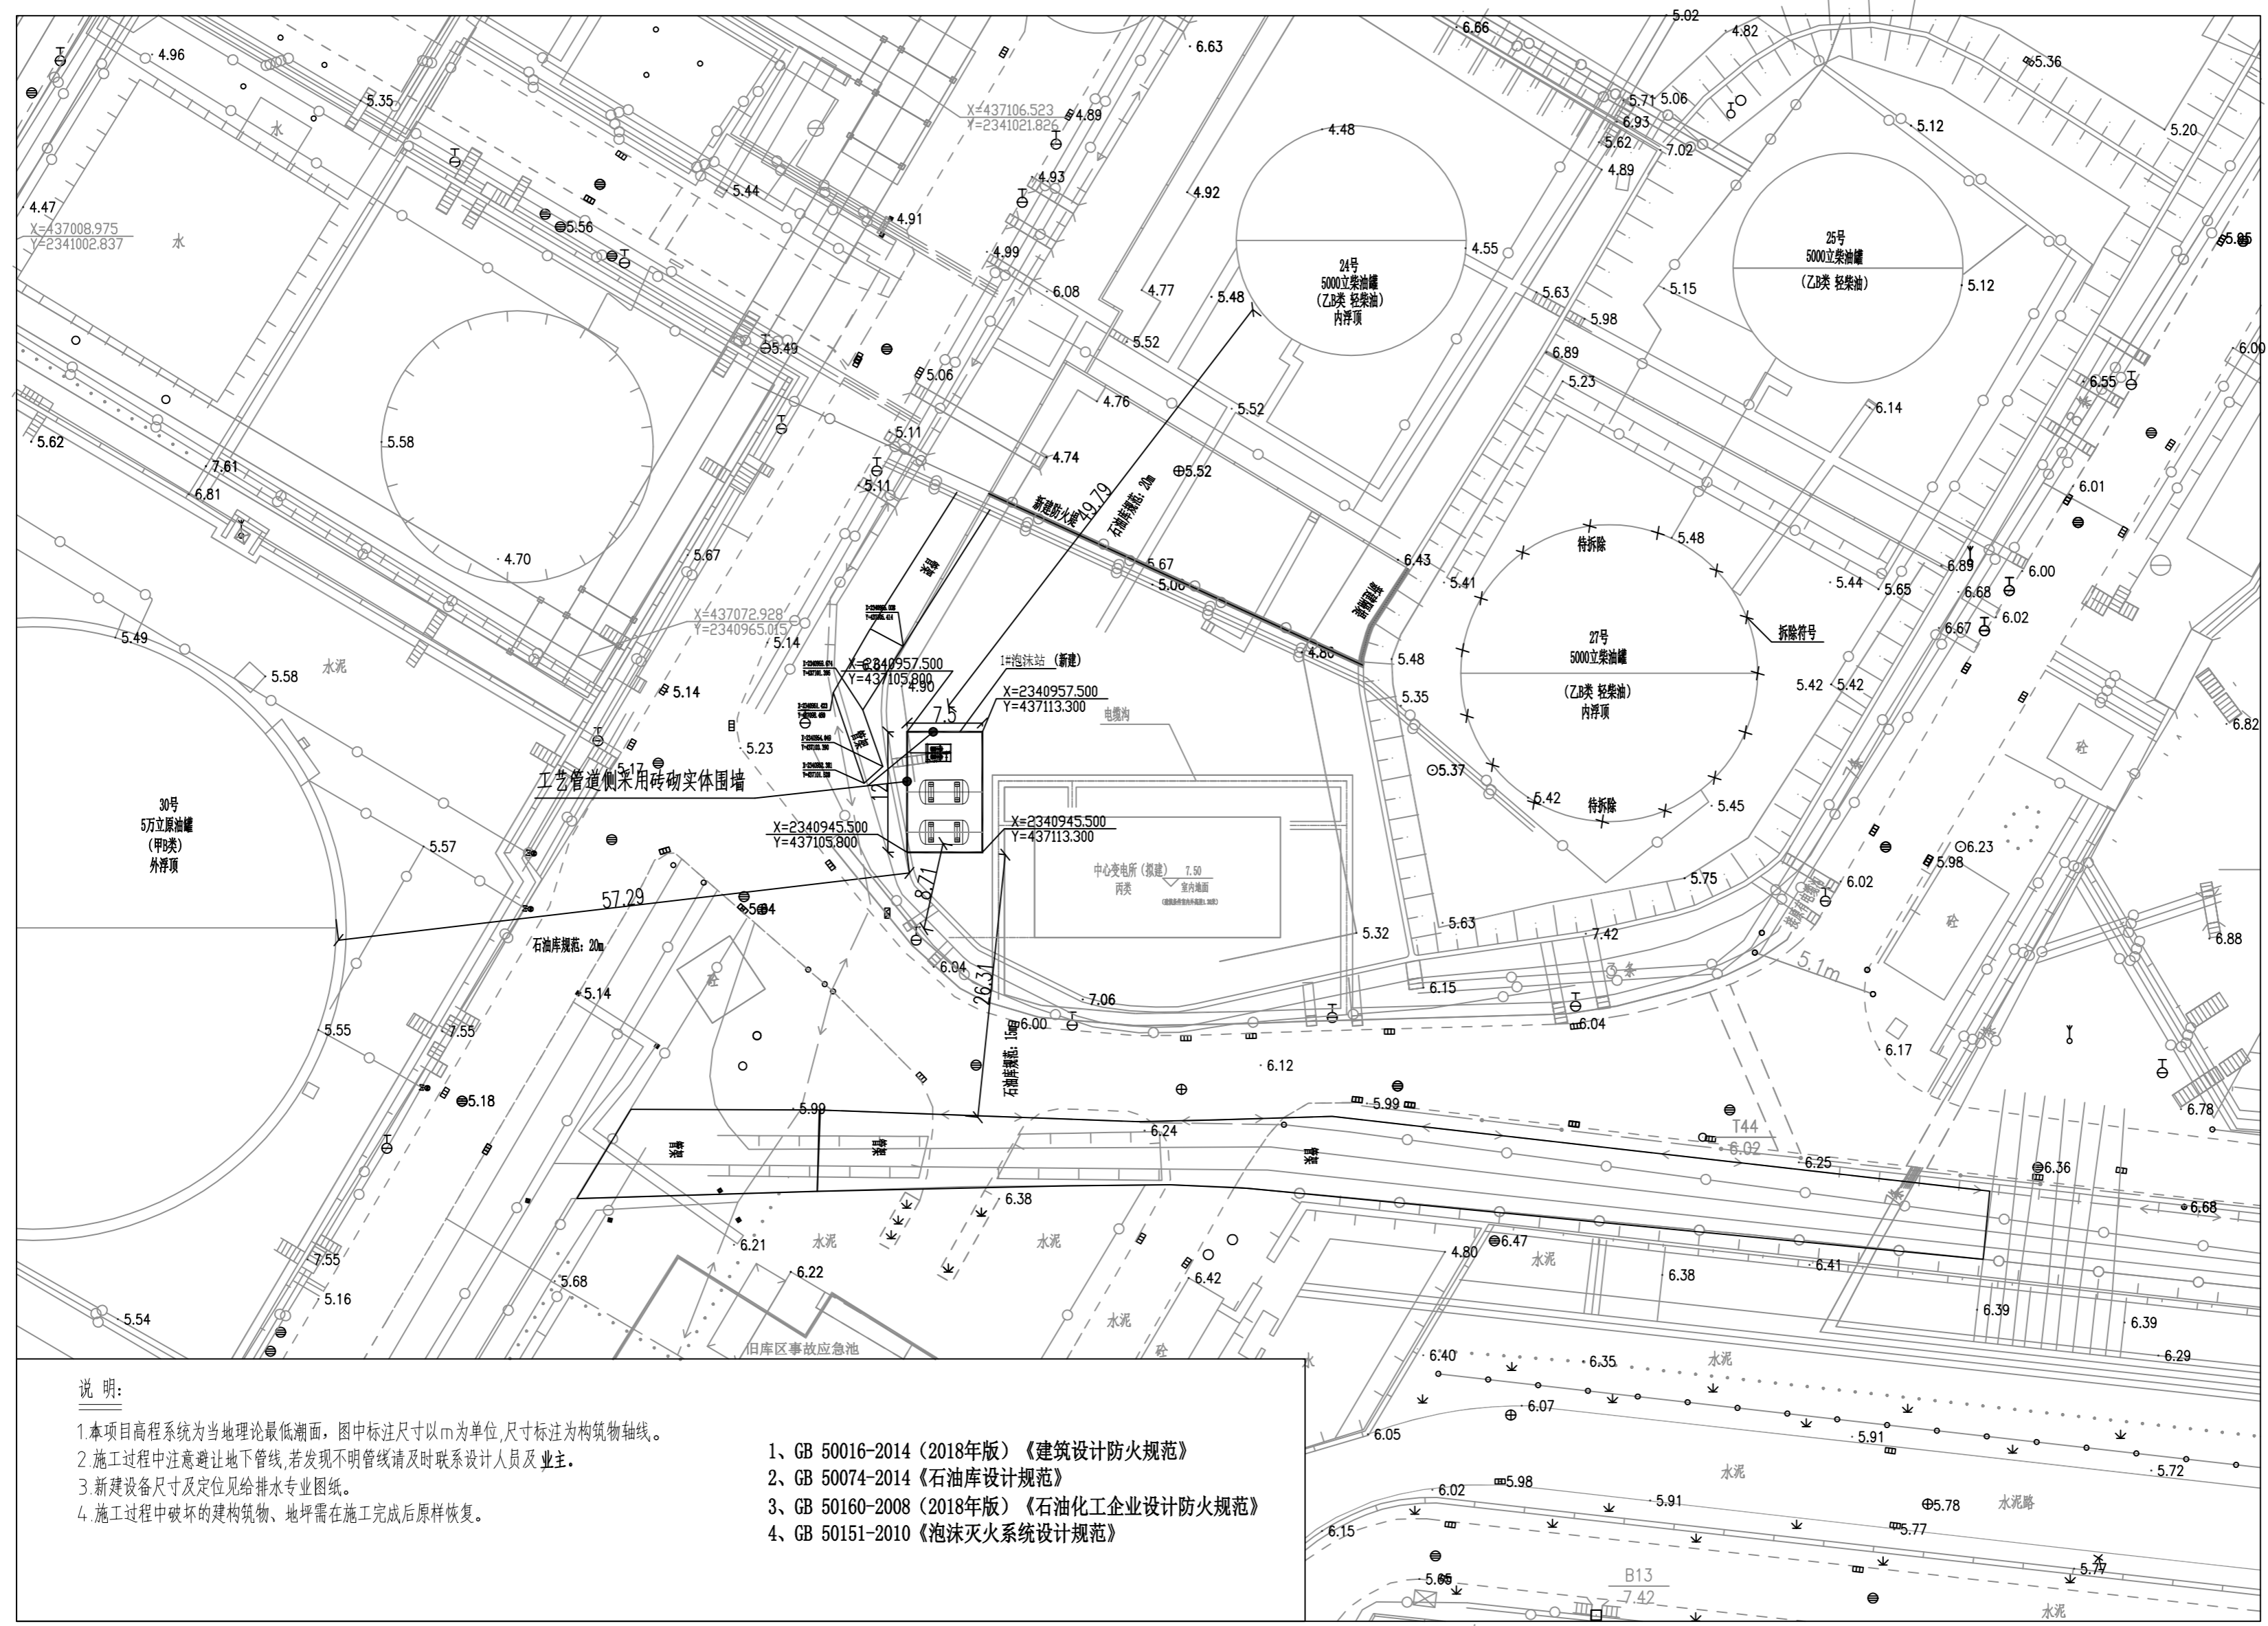 4.96
5.35
6.63
6.66
5.02
4.82
5.36
X=437106.523
Y=2341021.826
4.89
4.48
5.71
5.06
6.93
5.62
7.02
4.89
5.12
5.20
4.47
X=437008.975
Y=2341002.837
水
水
5.56
5.44
4.91
4.93
4.92
4.99
6.08
4.77
5.48
4.55
24号
5000立柴油罐
(乙B类 轻柴油)
内浮顶
25号
5000立柴油罐
(乙B类 轻柴油)
5.15
5.12
5.63
5.98
6.00
5.49
5.06
5.52
4.76
5.52
6.89
5.23
6.14
6.55
5.62
7.61
6.81
5.58
5.11
5.11
4.74
5.52
6.01
新建防火堤
49.79
石油库规范: 20m
4.70
5.67
5.67
5.06
6.43
5.41
待拆除
5.48
5.44
5.65
6.89
6.00
6.68
6.02
6.67
管架
新建隔堤
X=437072.928
Y=2340965.015
5.14
5.49
水泥
5.58
5.14
X=2340957.500
Y=437105.800
4.90
1#泡沫站 (新建)
X=2340957.500
Y=437113.300
7.5
4.86
5.48
5.35
27号
5000立柴油罐
(乙B类 轻柴油)
内浮顶
拆除符号
5.42
5.42
电缆沟
管架
5.23
5.17
工艺管道侧采用砖砌实体围墙
12
5.37
5.42
待拆除
5.45
6.82
砼
30号
5万立原油罐
(甲B类)
外浮顶
X=2340945.500
Y=437105.800
X=2340945.500
Y=437113.300
5.57
57.29
8.71
中心变电所 (拟建)
7.50
丙类
室内地面
5.75
6.02
5.98
6.23
石油库规范: 20m
5.14
砼
5.32
5.63
7.42
砼
6.88
6.04
26.31
7.06
6.00
6.15
6.04
5.1m
6.17
5.55
7.55
5.18
石油库规范: 15m
6.12
5.99
5.99
6.24
T44
6.02
6.25
6.36
6.78
管架
管架
管架
6.38
6.68
6.21
水泥
水泥
6.47
4.80
水泥
6.38
6.41
7.55
5.16
5.54
5.68
6.22
6.42
6.39
6.39
水泥
旧库区事故应急池
砼
水
6.40
6.35
水泥
6.29
说 明:
1.本项目高程系统为当地理论最低潮面，图中标注尺寸以m为单位,尺寸标注为构筑物轴线。
2.施工过程中注意避让地下管线,若发现不明管线请及时联系设计人员及业主。
3.新建设备尺寸及定位见给排水专业图纸。
4.施工过程中破坏的建构筑物、地坪需在施工完成后原样恢复。
1、GB 50016-2014（2018年版）《建筑设计防火规范》
2、GB 50074-2014《石油库设计规范》
3、GB 50160-2008（2018年版）《石油化工企业设计防火规范》
4、GB 50151-2010《泡沫灭火系统设计规范》
6.07
6.05
5.91
5.72
水泥
5.98
6.02
5.91
5.78
水泥路
5.77
6.15
5.77
B13
7.42
水泥